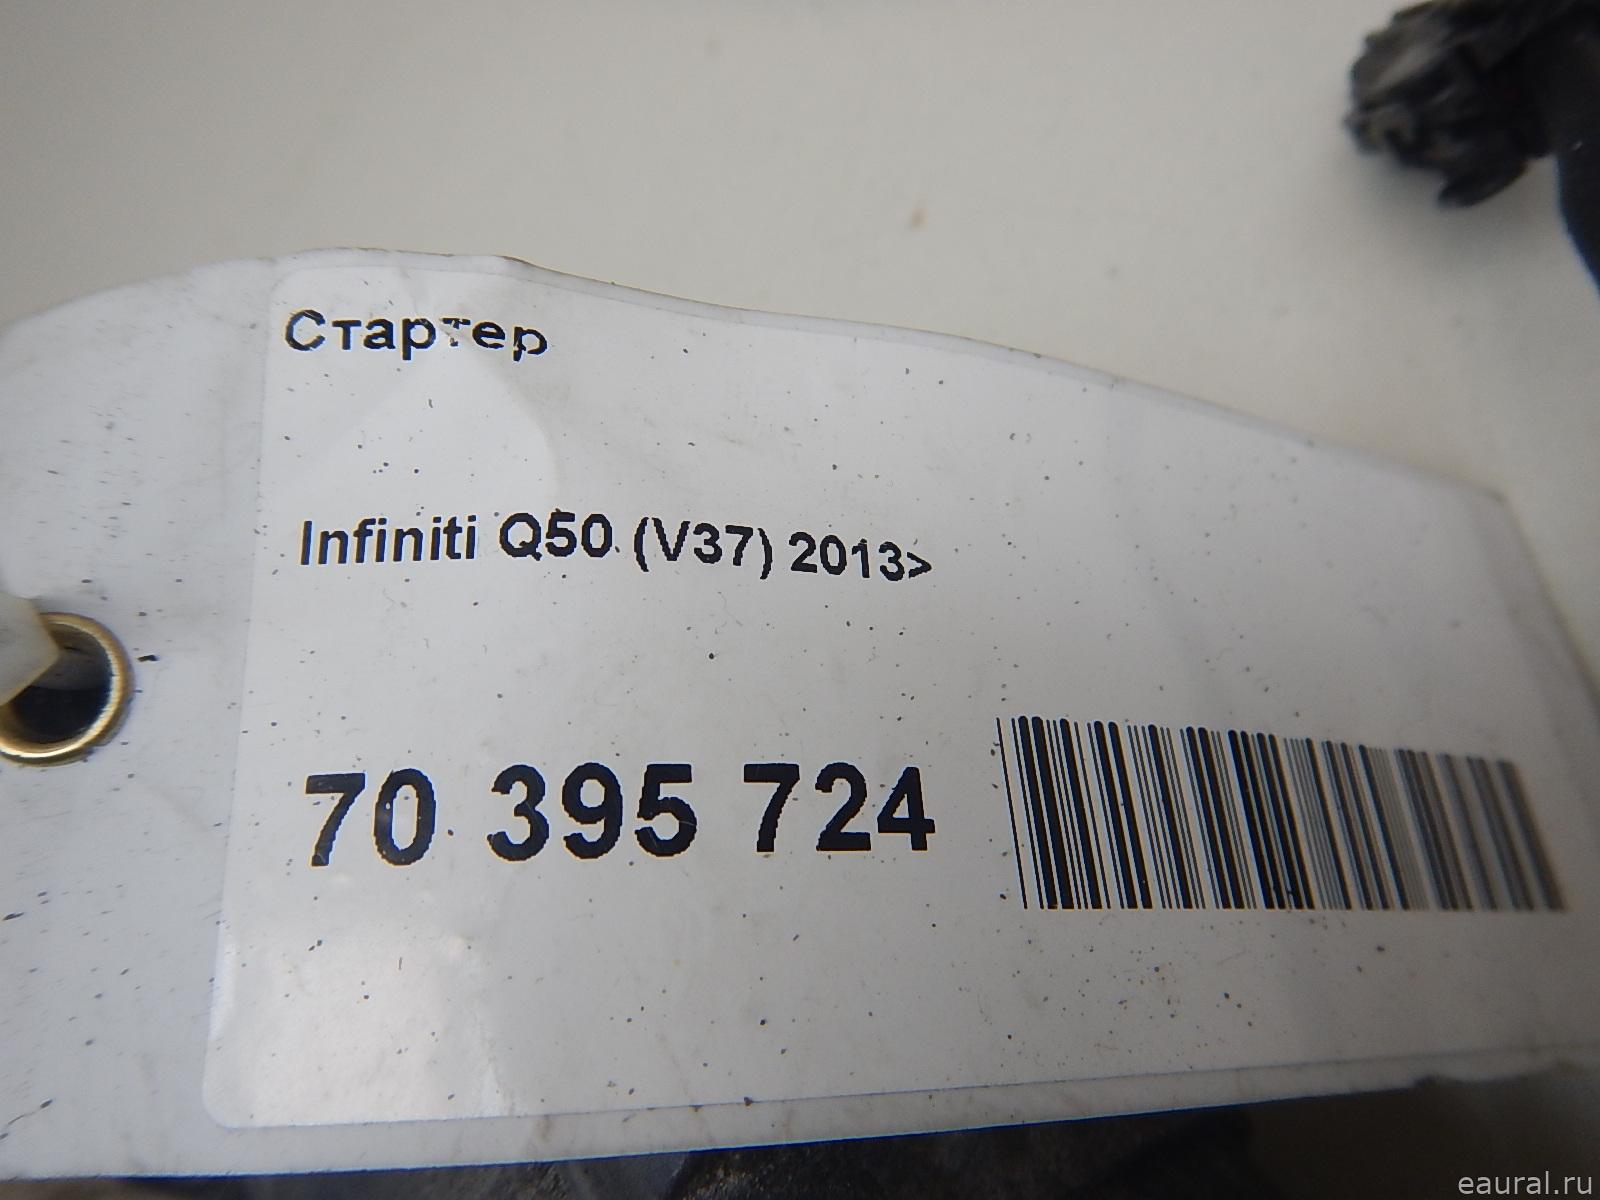 Стартер
Infiniti Q50 (V37) 2013>
70 395 724
eaural.ru